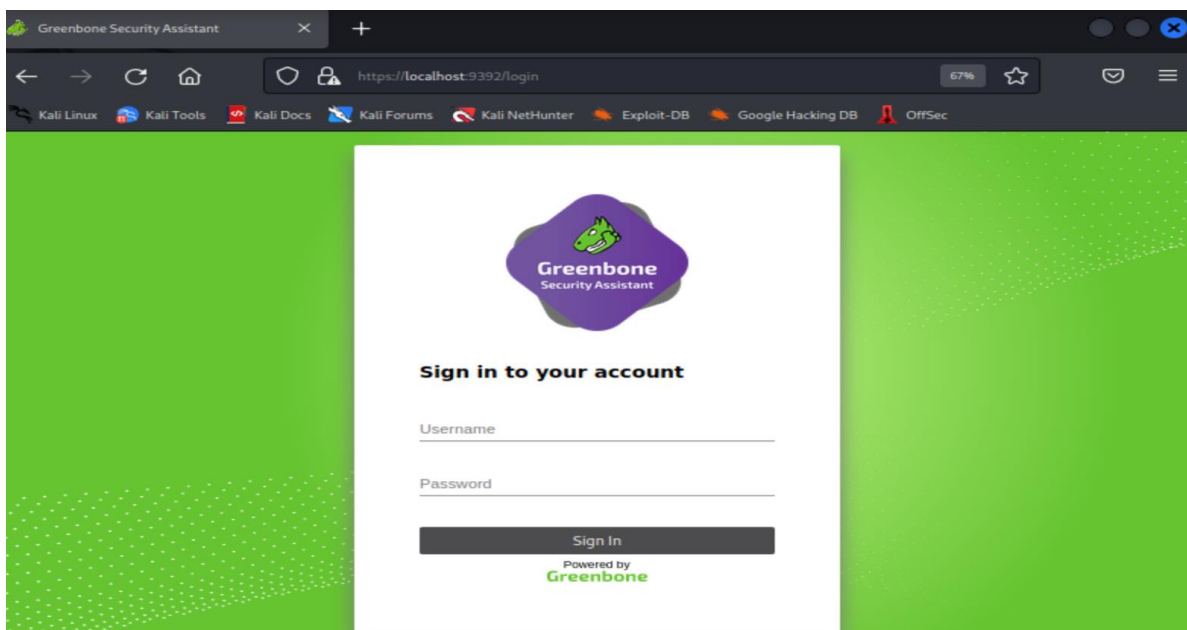 Greenbone Security Assistant
https://localhost:9392/login 67%
Kali Linux Kali Tools Kali Docs Kali Forums Kali NetHunter Exploit-DB Google Hacking DB OffSec
Greenbone
Security Assistant
Sign in to your account
Username
Password
Sign In
Powered by
Greenbone